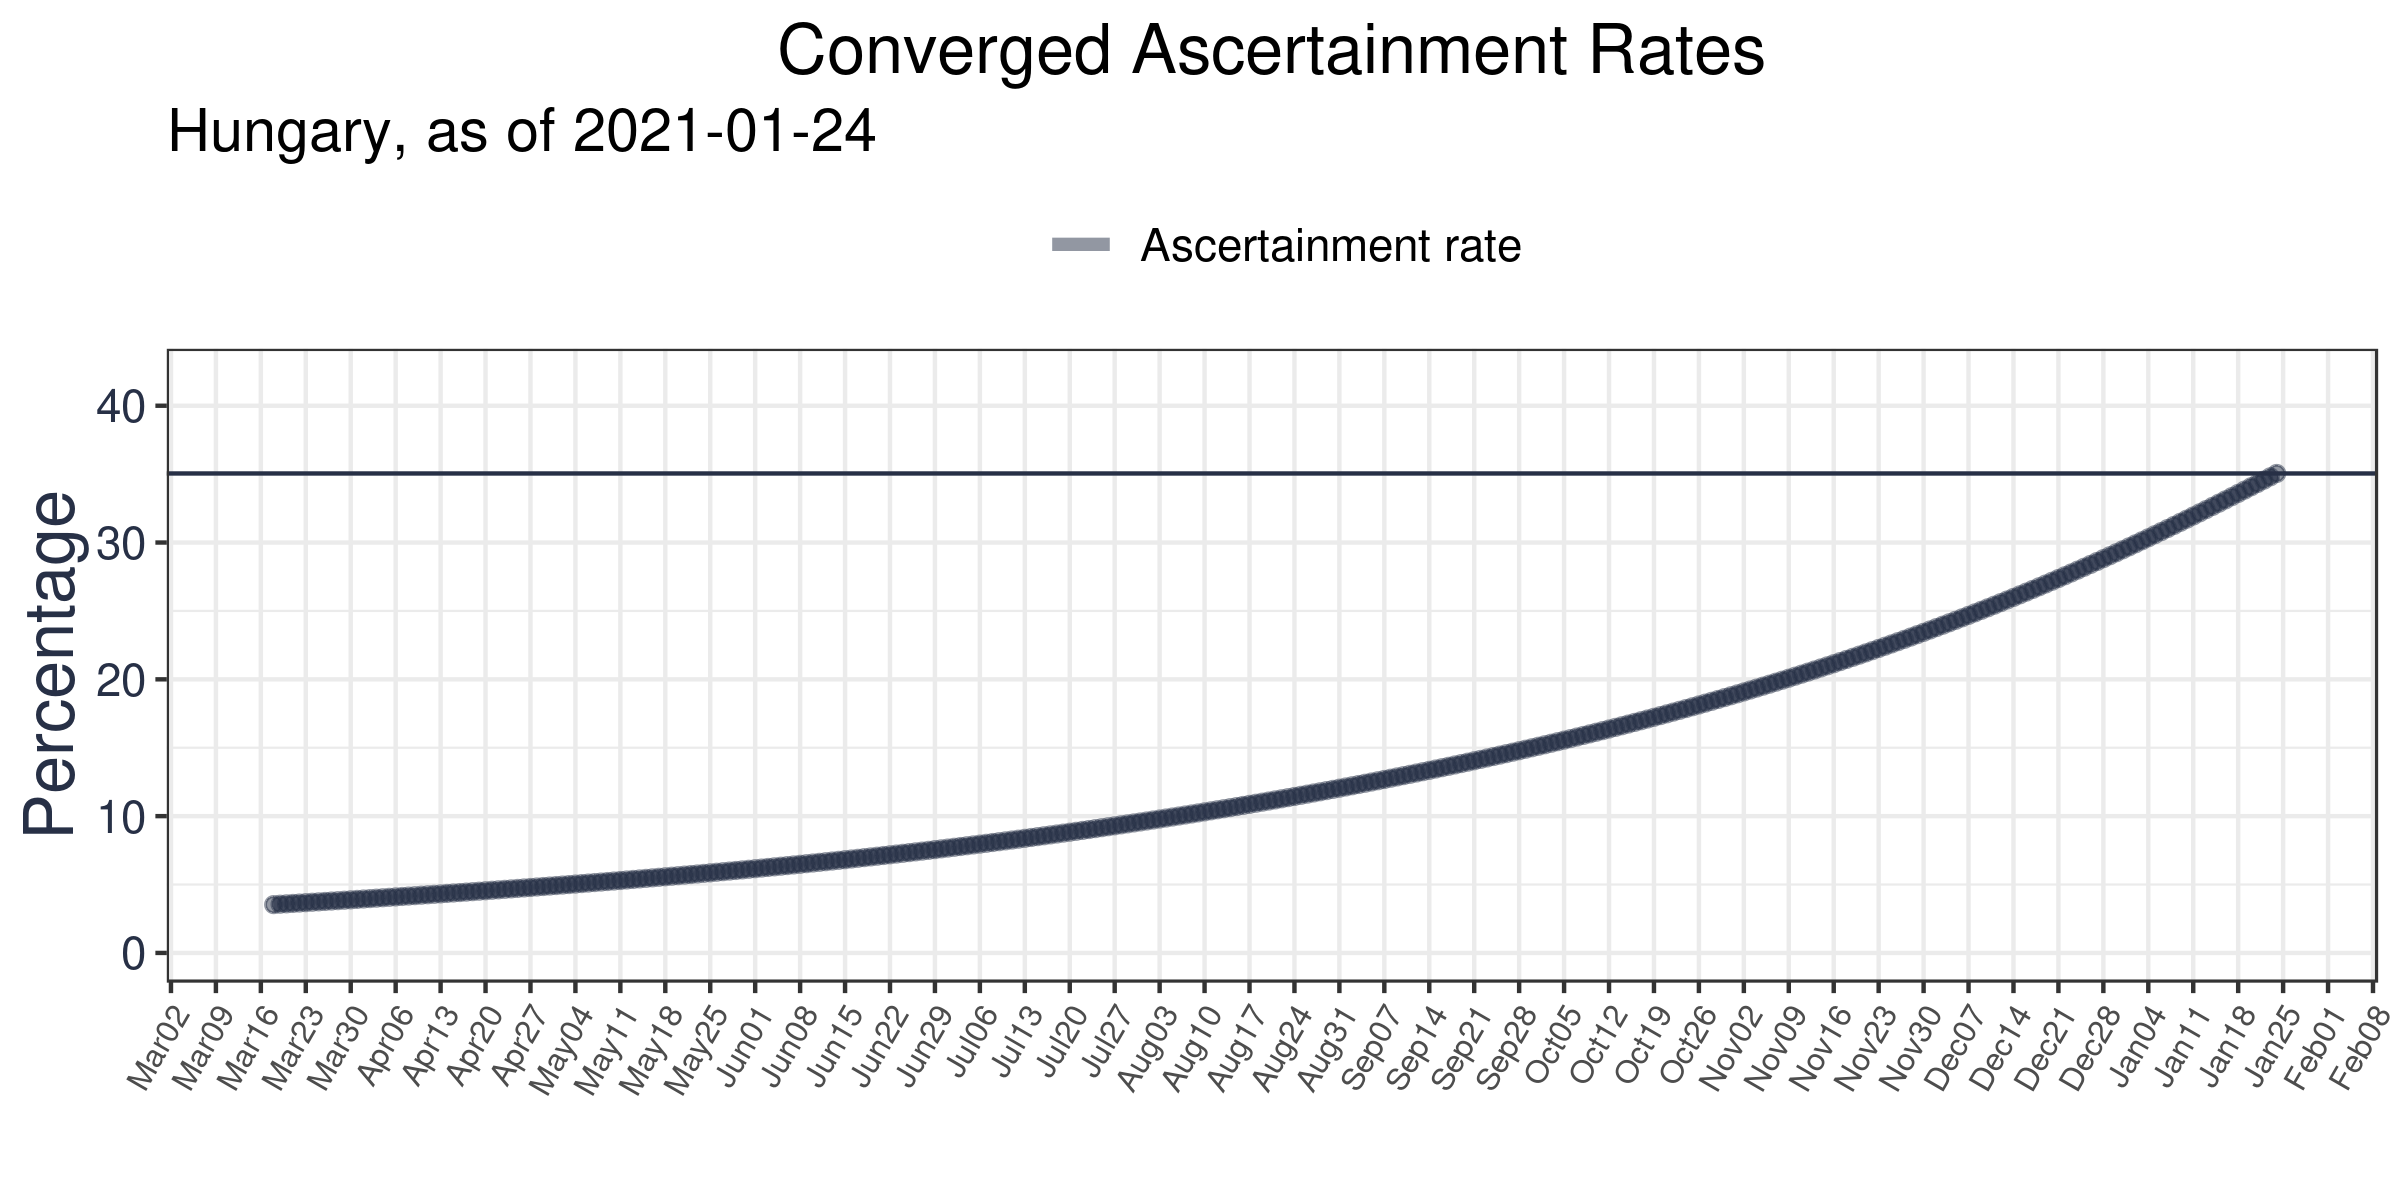 Converged Ascertainment Rates
Hungary, as of 2021-01-24
Ascertainment rate
Percentage
40
30
20
10
0
Mar02 Mar09 Mar16 Mar23 Mar30 Apr06 Apr13 Apr20 Apr27 May04 May11 May18 May25 Jun01 Jun08 Jun15 Jun22 Jun29 Jul06 Jul13 Jul20 Jul27 Aug03 Aug10 Aug17 Aug24 Aug31 Sep07 Sep14 Sep21 Sep28 Oct05 Oct12 Oct19 Oct26 Nov02 Nov09 Nov16 Nov23 Nov30 Dec07 Dec14 Dec21 Dec28 Jan04 Jan11 Jan18 Jan25 Feb01 Feb08